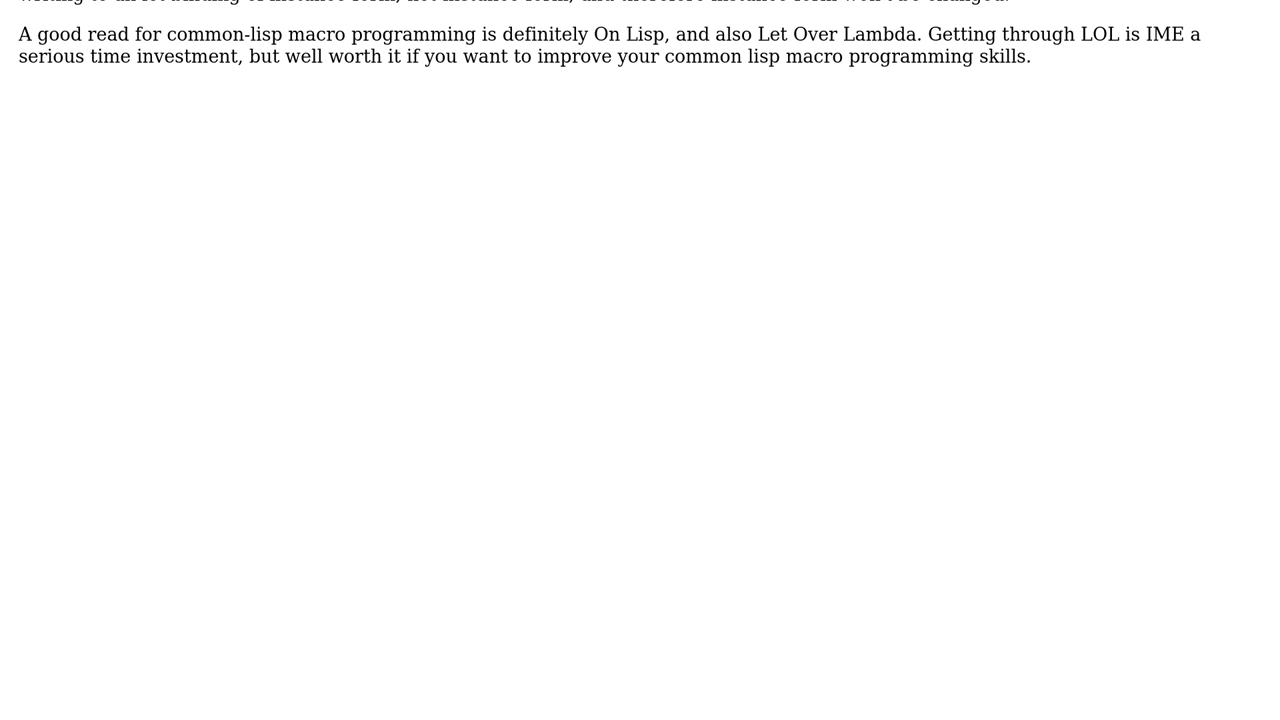 A good read for common-lisp macro programming is definitely On Lisp, and also Let Over Lambda. Getting through LOL is IME a
serious time investment, but well worth it if you want to improve your common lisp macro programming skills.